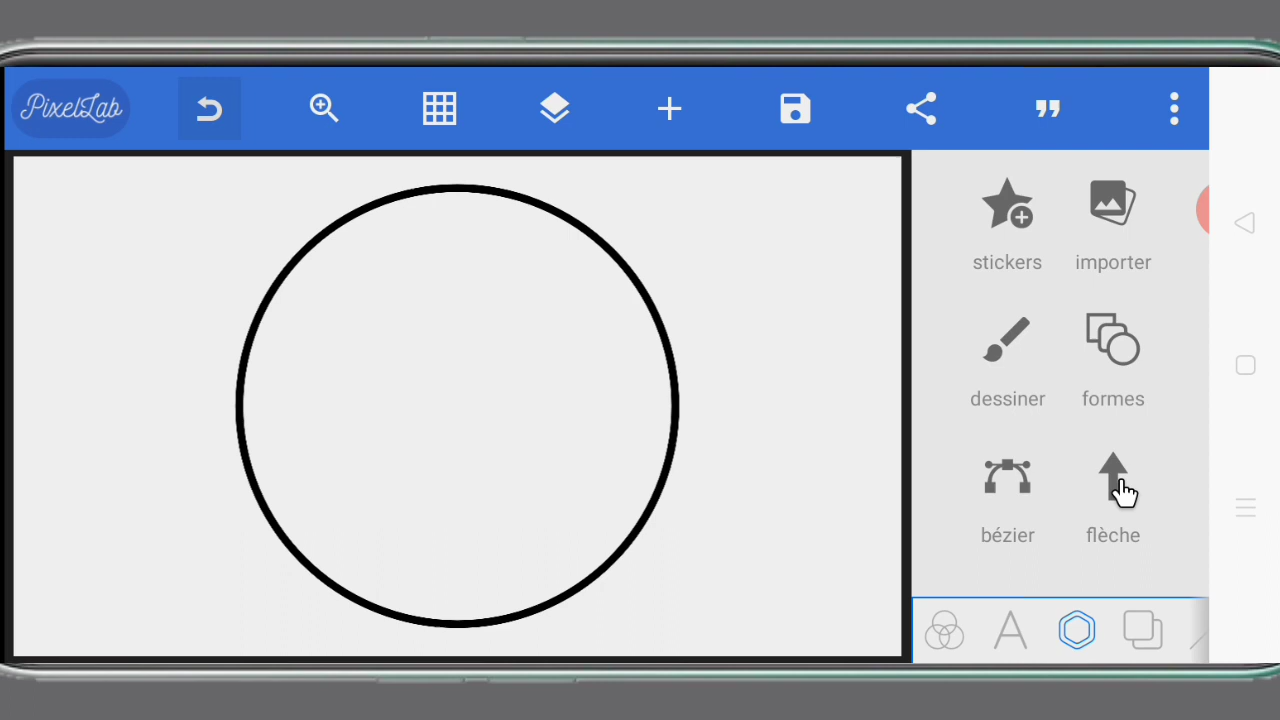 PixelLab
stickers importer
dessiner formes
bézier flèche